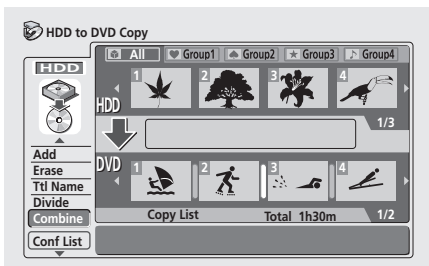 HDD to DVD Copy
HDD
All Group1 Group2 Group3 Group4
1 2 3 4
HDD
1/3
Add
Erase
Ttl Name
Divide
Combine
Conf List
DVD
1 2 3 4
Copy List Total 1h30m 1/2